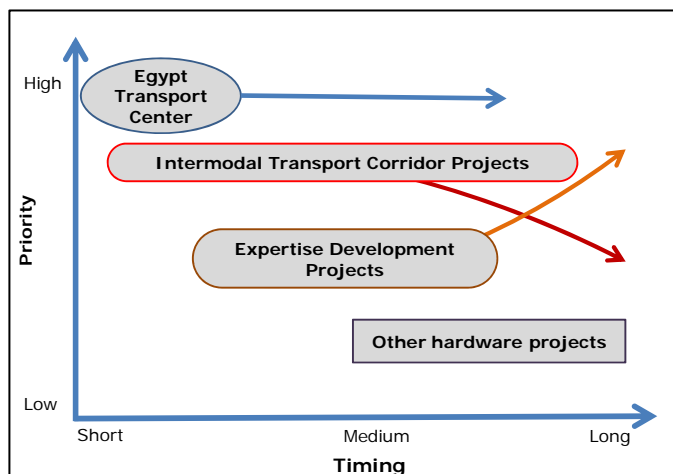 High
Egypt
Transport
Center
Intermodal Transport Corridor Projects
Priority
Expertise Development
Projects
Other hardware projects
Low
Short
Medium
Long
Timing